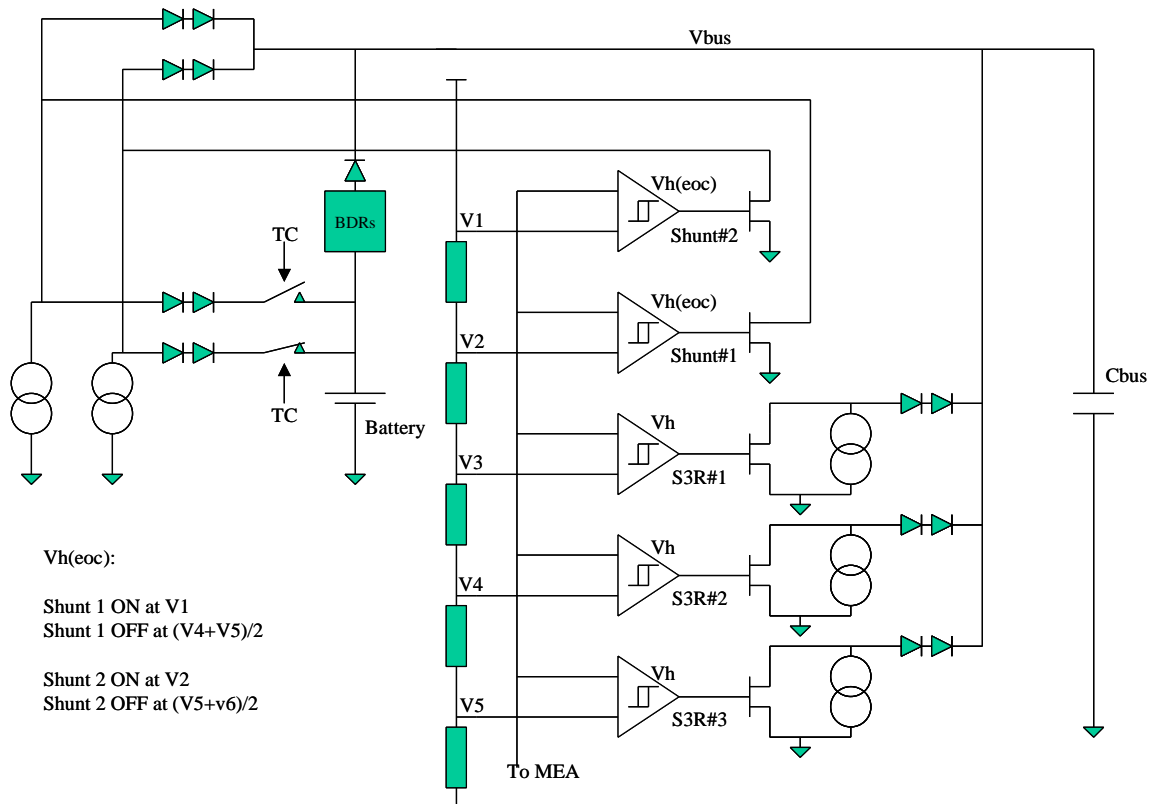 Vbus
Vh(eoc)
V1
BDRs
Shunt#2
TC
Vh(eoc)
V2
Shunt#1
Cbus
TC
Battery
Vh
V3
S3R#1
Vh(eoc):
Vh
V4
S3R#2
Shunt 1 ON at V1
Shunt 1 OFF at (V4+V5)/2
Vh
Shunt 2 ON at V2
Shunt 2 OFF at (V5+v6)/2
V5
S3R#3
To MEA